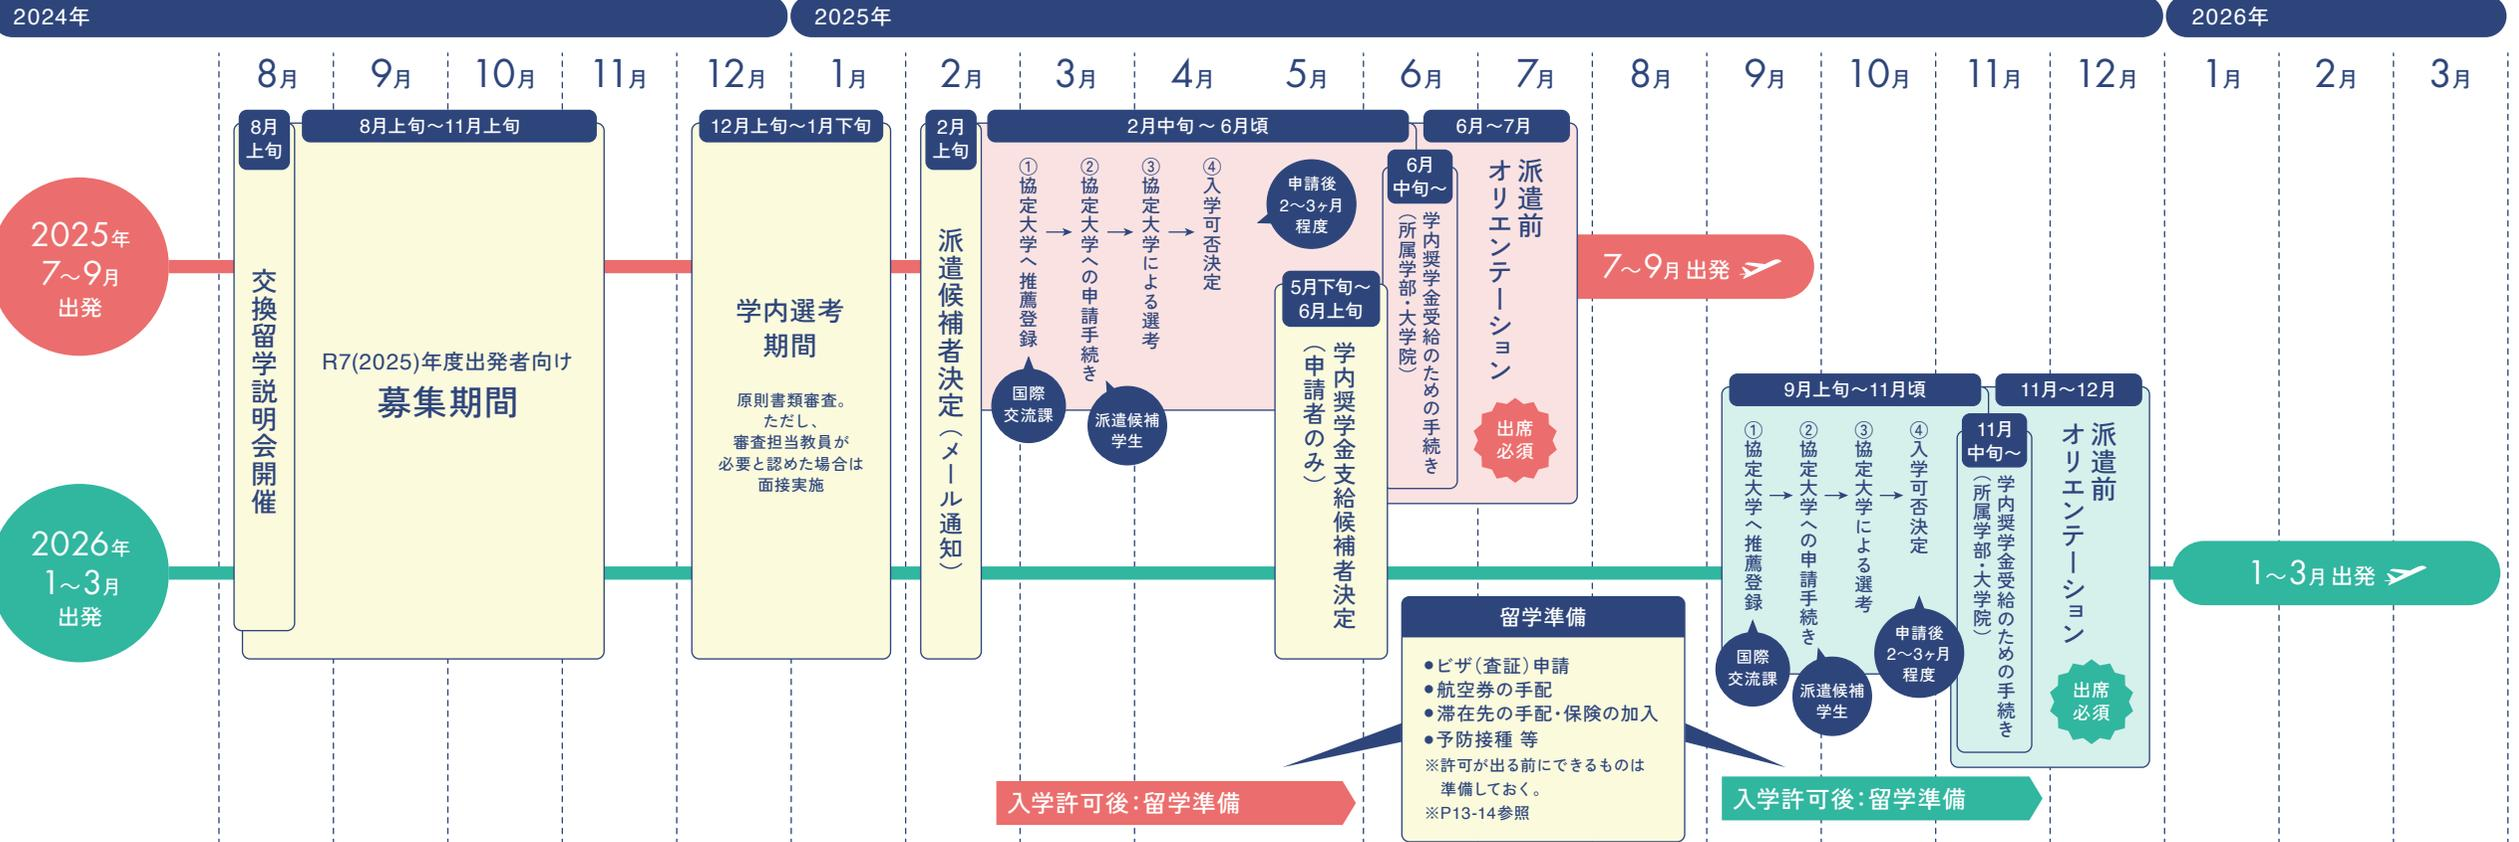 2024年
2025年
2026年
8月
9月
10月
11月
12月
1月
2月
3月
4月
5月
6月
7月
8月
9月
10月
11月
12月
1月
2月
3月
2025年
7～9月
出発
2026年
1～3月
出発
8月
上旬
交換留学説明会開催
8月上旬～11月上旬
R7(2025)年度出発者向け
募集期間
12月上旬～1月下旬
学内選考
期間
原則書類審査。
ただし、
審査担当教員が
必要と認めた場合は
面接実施
2月
上旬
派遣候補者決定（メール通知）
2月中旬 ～ 6月頃
①協定大学へ推薦登録
→
②協定大学への申請手続き
→
③協定大学による選考
→
④入学可否決定
国際
交流課
派遣候補
学生
申請後
2～3ヶ月
程度
5月下旬～
6月上旬
学内奨学金支給候補者決定
（申請者のみ）
6月
中旬～
学内奨学金受給のための手続き
（所属学部・大学院）
6月～7月
派遣前
オリエンテーション
出席
必須
7～9月 出発
9月上旬～11月頃
①協定大学へ推薦登録
→
②協定大学への申請手続き
→
③協定大学による選考
→
④入学可否決定
国際
交流課
派遣候補
学生
申請後
2～3ヶ月
程度
11月
中旬～
学内奨学金受給のための手続き
（所属学部・大学院）
11月～12月
派遣前
オリエンテーション
出席
必須
1～3月 出発
留学準備
●ビザ（査証）申請
●航空券の手配
●滞在先の手配・保険の加入
●予防接種 等
※許可が出る前にできるものは
準備しておく。
※P13-14参照
入学許可後：留学準備
入学許可後：留学準備